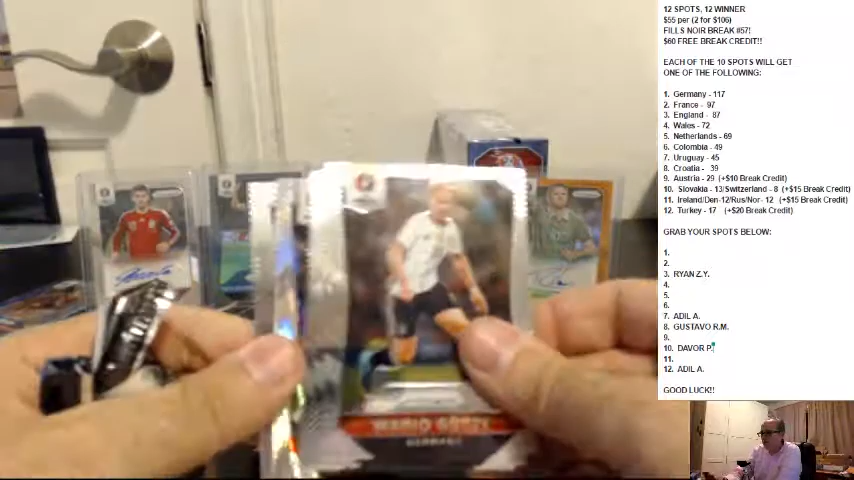 12 SPOTS, 12 WINNER
$55 per (2 for $106)
FILLS NOIR BREAK #57!
$60 FREE BREAK CREDIT!!
EACH OF THE 10 SPOTS WILL GET
ONE OF THE FOLLOWING:
1. Germany - 117
2. France - 97
3. England - 87
4. Wales - 72
5. Netherlands - 69
6. Colombia - 49
7. Uruguay - 45
8. Croatia - 39
9. Austria - 29 (+$10 Break Credit)
10. Slovakia - 13/Switzerland - 8 (+$15 Break Credit)
11. Ireland/Den-12/Rus/Nor- 12 (+$15 Break Credit)
12. Turkey - 17 (+$20 Break Credit)
GRAB YOUR SPOTS BELOW:
1.
2.
3. RYAN Z.Y.
4.
5.
6.
7. ADIL A.
8. GUSTAVO R.M.
9.
10. DAVOR P.
11.
12. ADIL A.
GOOD LUCK!!
MARIO GÖTZE
GERMANY